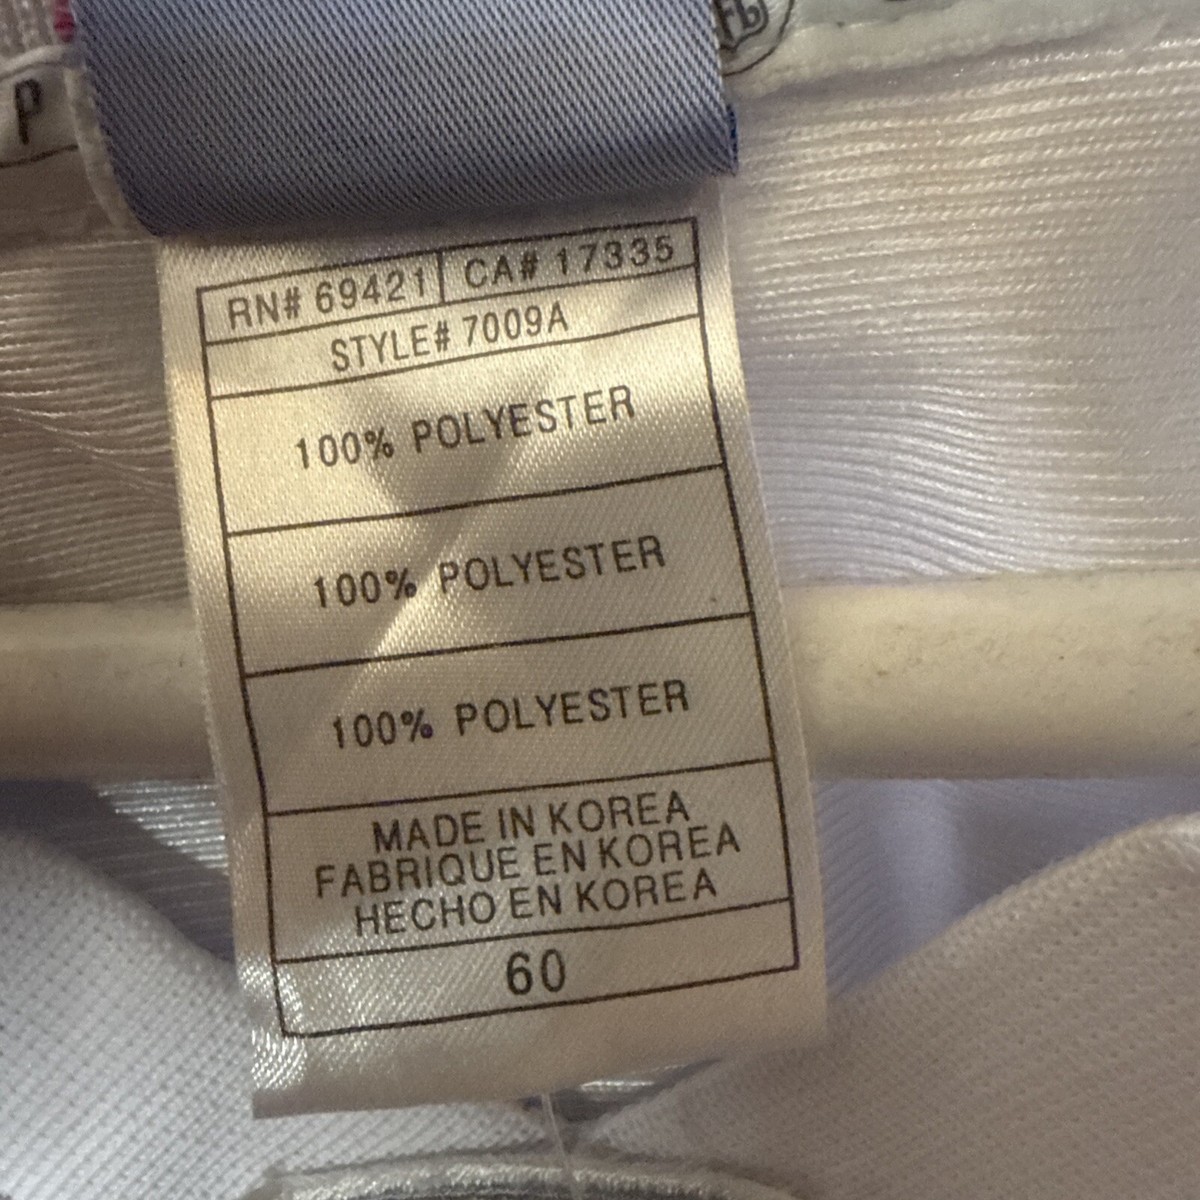 P
RN# 69421 CA# 17335
STYLE# 7009A
100% POLYESTER
100% POLYESTER
100% POLYESTER
MADE IN KOREA
FABRIQUE EN KOREA
HECHO EN KOREA
60